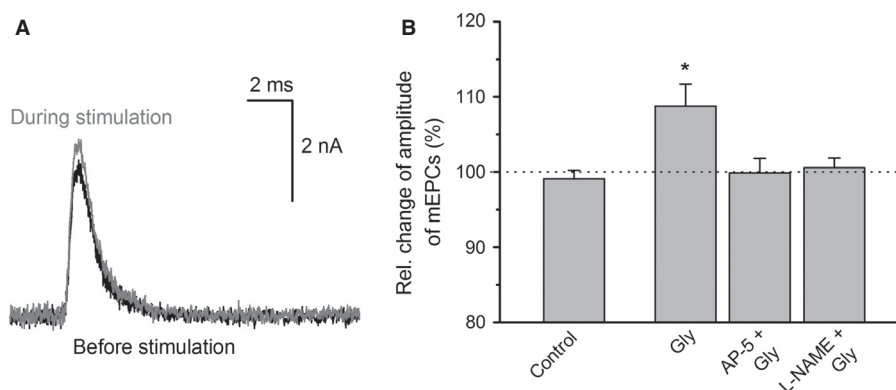 A
2 ms
During stimulation
2 nA
Before stimulation
B
Rel. change of amplitude
of mEPCs (%)
120
110
100
90
80
*
Control
Gly
AP-5 +
Gly
L-NAME +
Gly